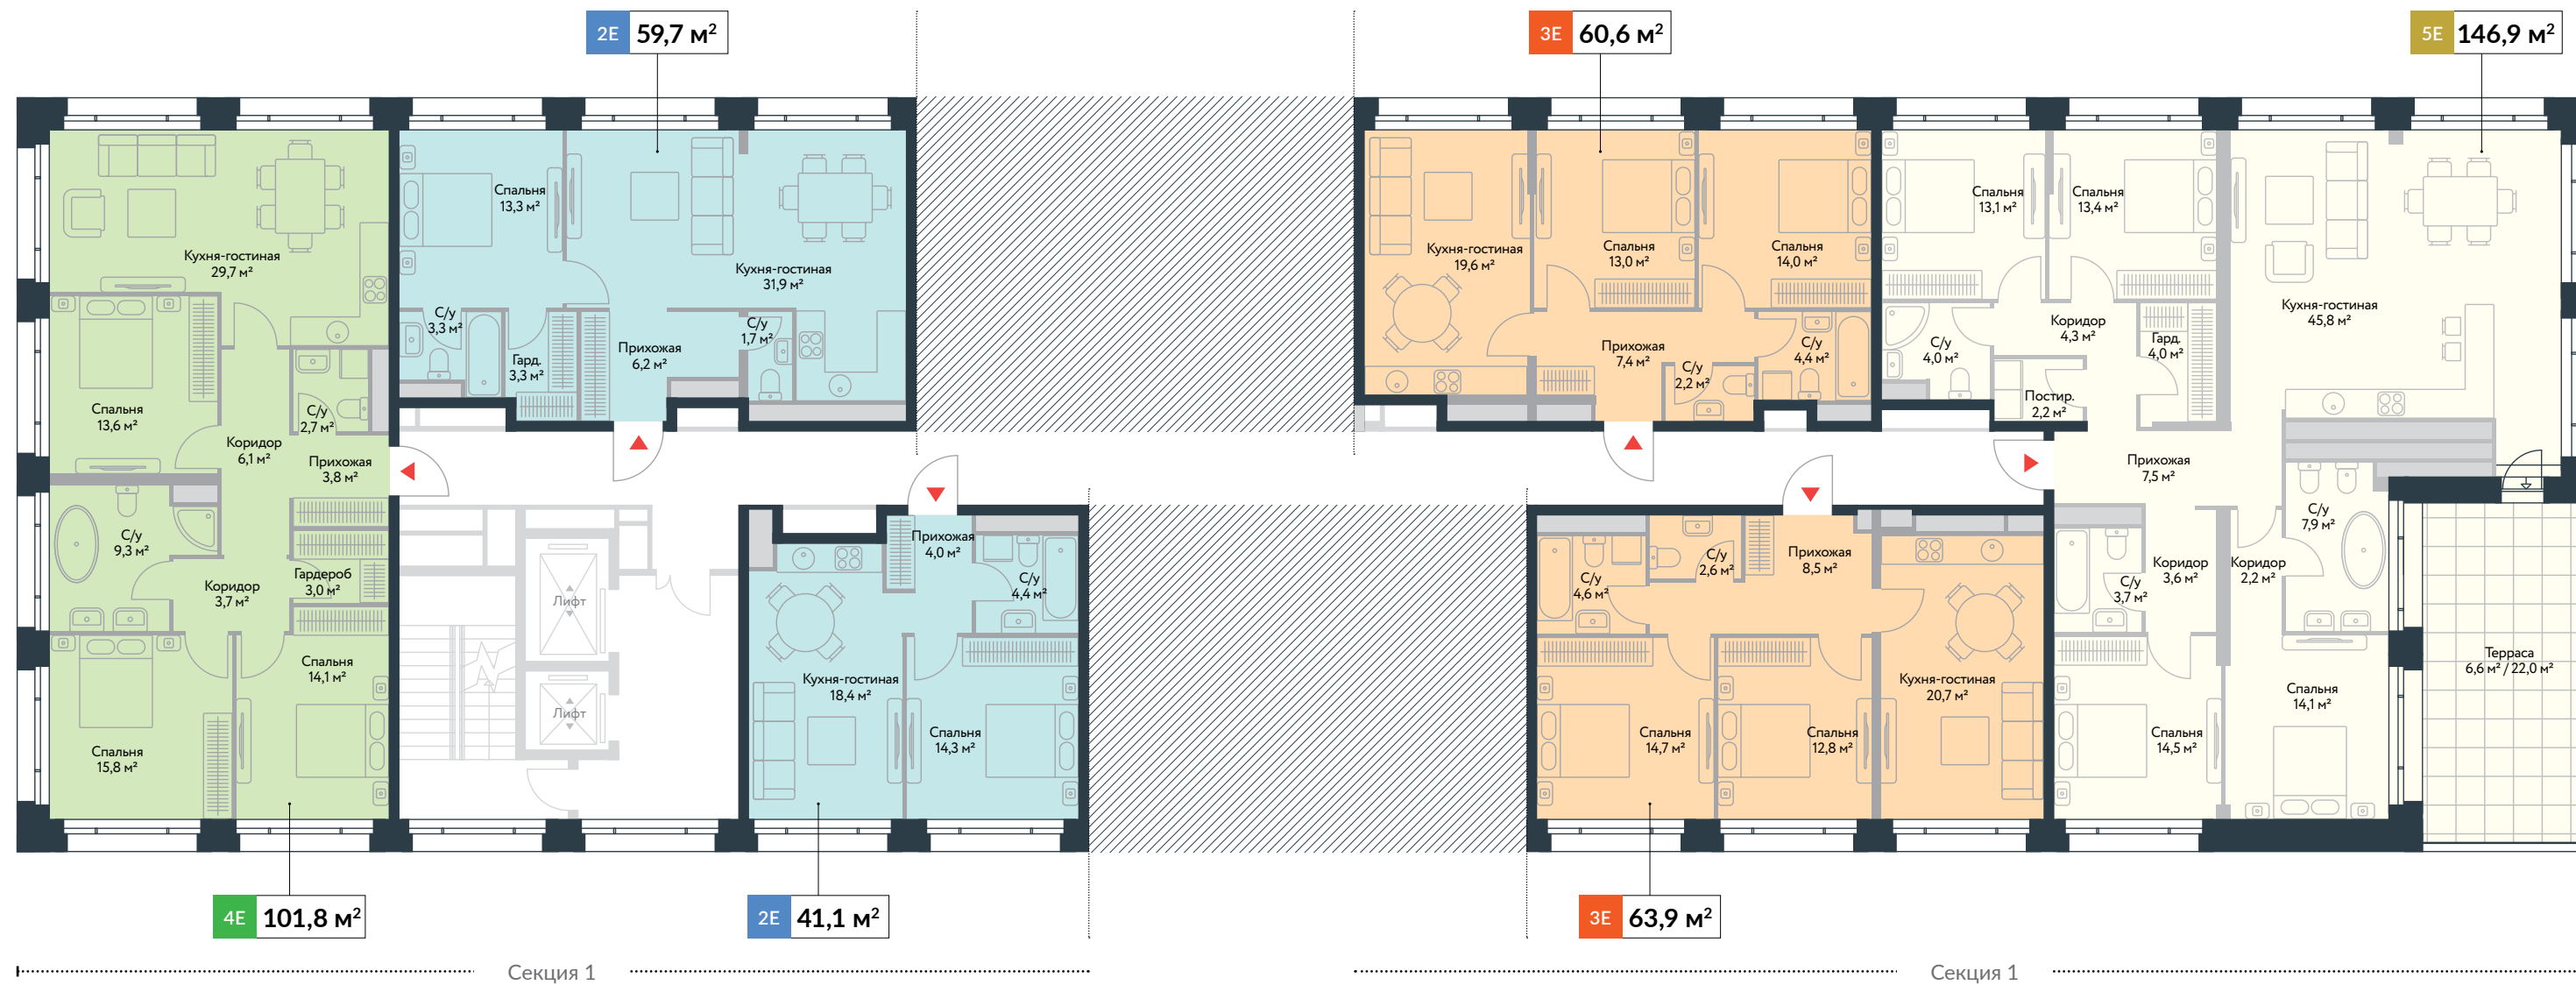 2E 59,7 м²
3E 60,6 м²
5E 146,9 м²
Кухня-гостиная
29,7 м²
Спальня
13,6 м²
С/у
2,7 м²
Коридор
6,1 м²
Прихожая
3,8 м²
С/у
9,3 м²
Коридор
3,7 м²
Гардероб
3,0 м²
Спальня
14,1 м²
Спальня
15,8 м²
Спальня
13,3 м²
Кухня-гостиная
31,9 м²
С/у
3,3 м²
Гард.
3,3 м²
Прихожая
6,2 м²
С/у
1,7 м²
Лифт
Лифт
Прихожая
4,0 м²
С/у
4,4 м²
Кухня-гостиная
18,4 м²
Спальня
14,3 м²
Кухня-гостиная
19,6 м²
Спальня
13,0 м²
Спальня
14,0 м²
Прихожая
7,4 м²
С/у
2,2 м²
С/у
4,4 м²
С/у
4,6 м²
С/у
2,6 м²
Прихожая
8,5 м²
Кухня-гостиная
20,7 м²
Спальня
14,7 м²
Спальня
12,8 м²
Спальня
13,1 м²
Спальня
13,4 м²
Кухня-гостиная
45,8 м²
С/у
4,0 м²
Коридор
4,3 м²
Гард.
4,0 м²
Постир.
2,2 м²
Прихожая
7,5 м²
С/у
7,9 м²
С/у
3,7 м²
Коридор
3,6 м²
Коридор
2,2 м²
Спальня
14,5 м²
Спальня
14,1 м²
Терраса
6,6 м² / 22,0 м²
4E 101,8 м²
2E 41,1 м²
3E 63,9 м²
Секция 1
Секция 1